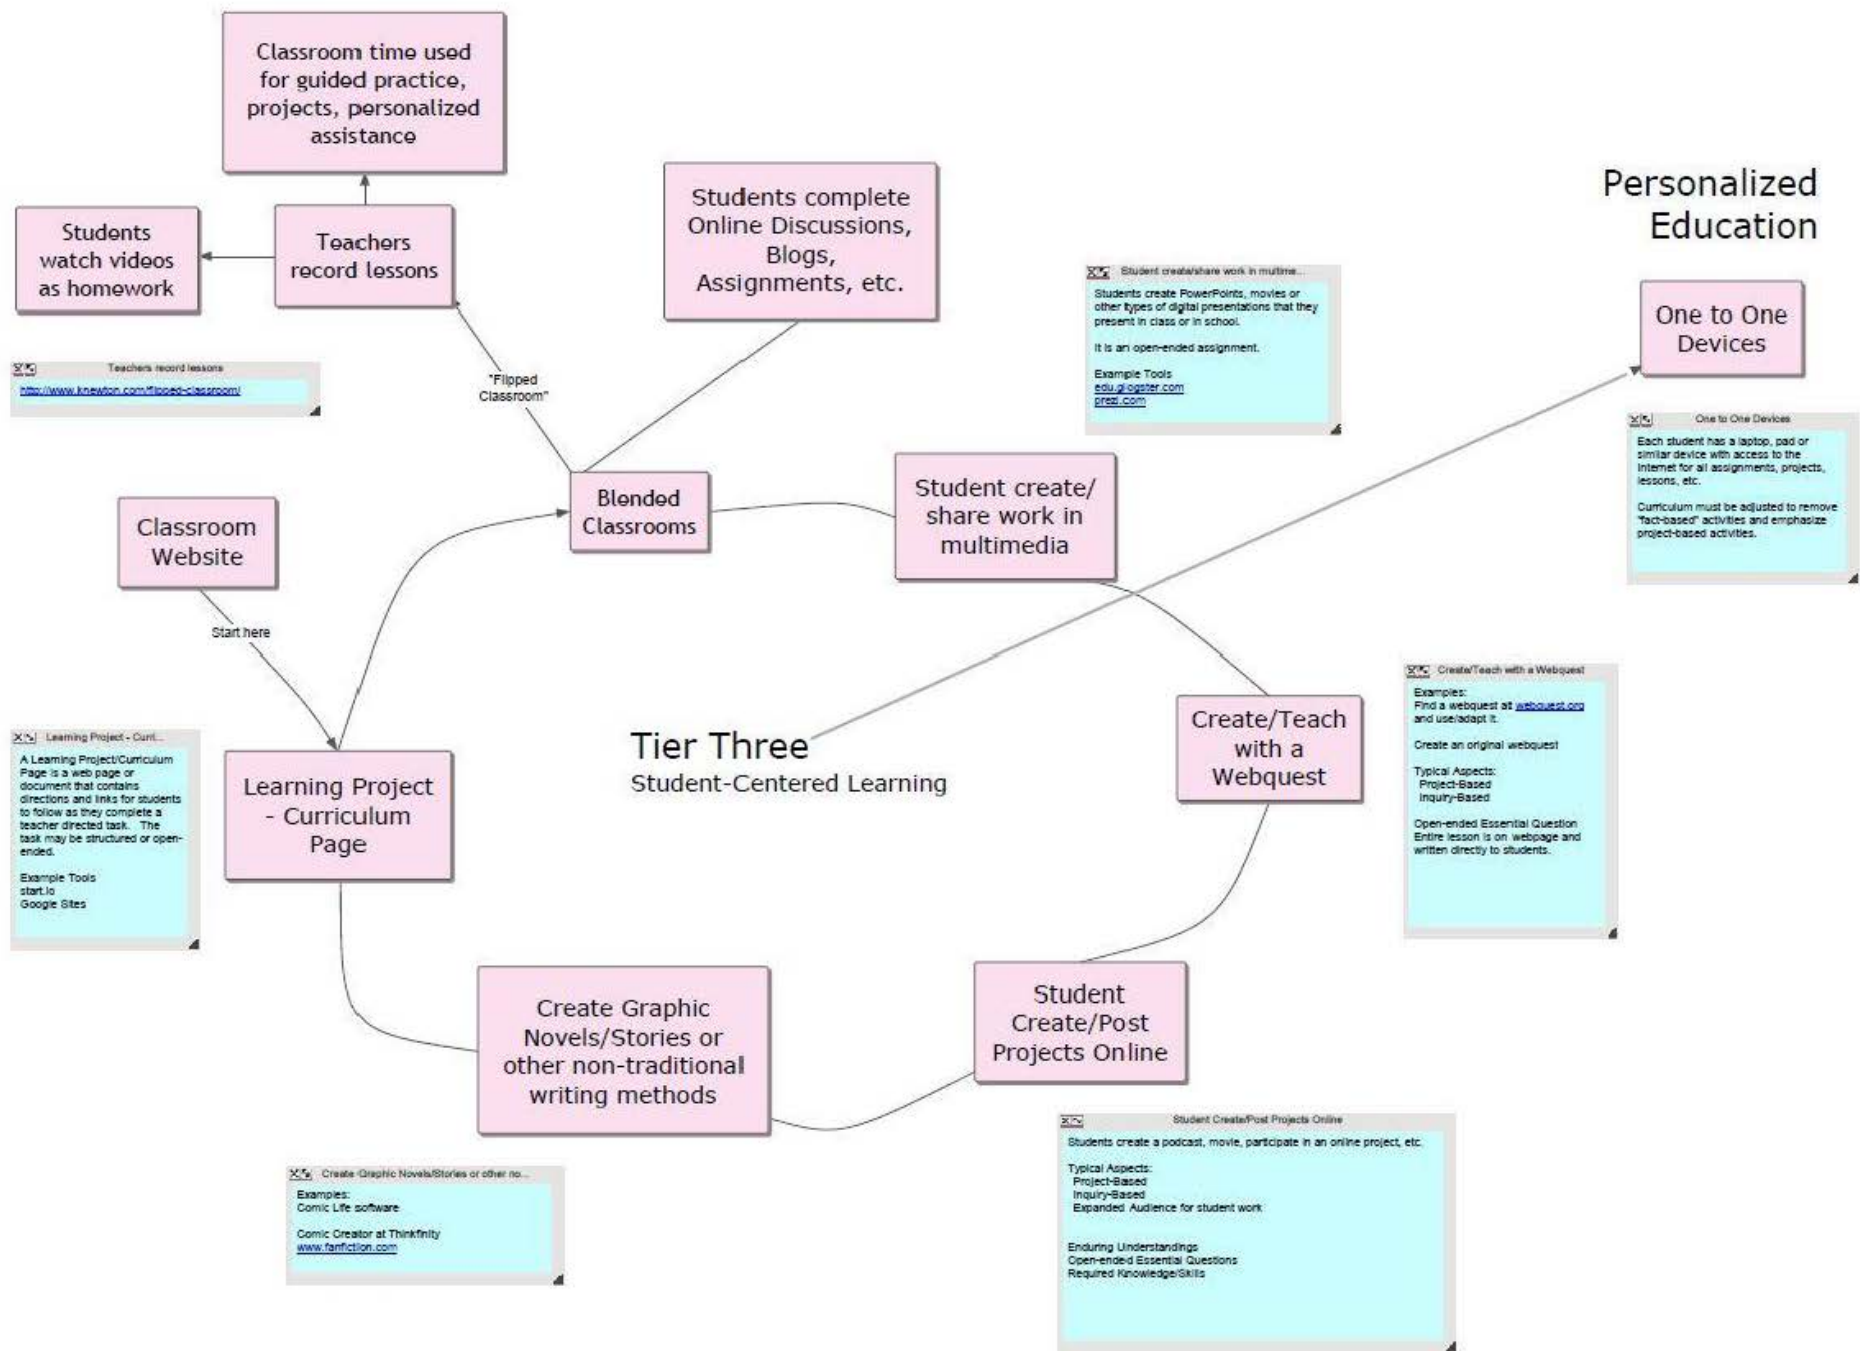 Classroom time used
for guided practice,
projects, personalized
assistance
Students
watch videos
as homework
Teachers
record lessons
Students complete
Online Discussions,
Blogs,
Assignments, etc.
Personalized
Education
Student create/share work in multime...
Students create PowerPoints, movies or
other types of digital presentations that they
present in class or in school.
It is an open-ended assignment.
Example Tools
edu.glogster.com
prezi.com
One to One
Devices
Teachers record lessons
http://www.knewton.com/flipped-classroom/
"Flipped
Classroom"
One to One Devices
Each student has a laptop, pad or
similar device with access to the
Internet for all assignments, projects,
lessons, etc.
Curriculum must be adjusted to remove
"fact-based" activities and emphasize
project-based activities.
Classroom
Website
Blended
Classrooms
Student create/
share work in
multimedia
Start here
Create/Teach with a Webquest
Examples:
Find a webquest at webquest.org
and use/adapt it.
Create an original webquest
Typical Aspects:
Project-Based
Inquiry-Based
Open-ended Essential Question
Entire lesson is on webpage and
written directly to students.
Learning Project - Curri...
A Learning Project/Curriculum
Page is a web page or
document that contains
directions and links for students
to follow as they complete a
teacher directed task. The
task may be structured or open-
ended.
Example Tools
start.io
Google Sites
Learning Project
- Curriculum
Page
Tier Three
Student-Centered Learning
Create/Teach
with a
Webquest
Create Graphic
Novels/Stories or
other non-traditional
writing methods
Student
Create/Post
Projects Online
Create Graphic Novels/Stories or other no...
Examples:
Comic Life software
Comic Creator at Thinkfinity
www.fanfiction.com
Student Create/Post Projects Online
Students create a podcast, movie, participate in an online project, etc.
Typical Aspects:
Project-Based
Inquiry-Based
Expanded Audience for student work
Enduring Understandings
Open-ended Essential Questions
Required Knowledge/Skills